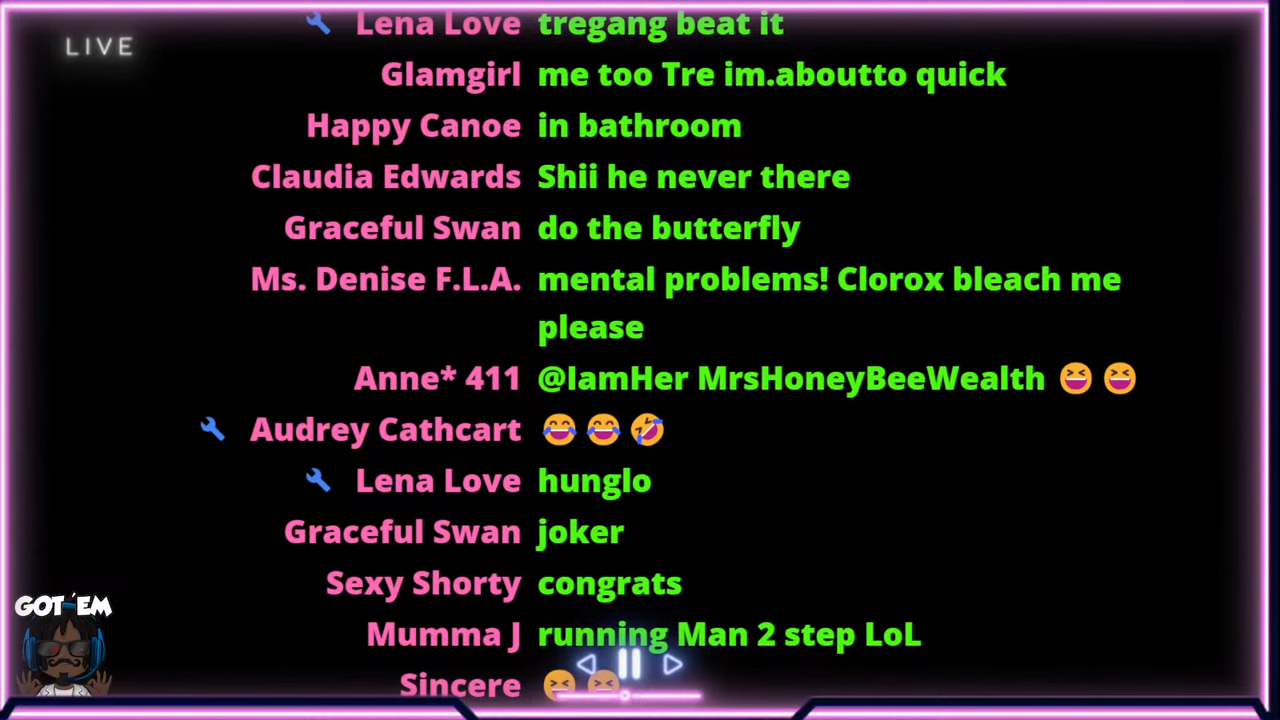 LIVE
Lena Love tregang beat it
Glamgirl me too Tre im.aboutto quick
Happy Canoe in bathroom
Claudia Edwards Shii he never there
Graceful Swan do the butterfly
Ms. Denise F.L.A. mental problems! Clorox bleach me
please
Anne* 411 @IamHer MrsHoneyBeeWealth 😆 😆
Audrey Cathcart 😂 😂 🤣
Lena Love hunglo
Graceful Swan joker
Sexy Shorty congrats
GOT 'EM
Mumma J running Man 2 step LoL
Sincere 😆 😆